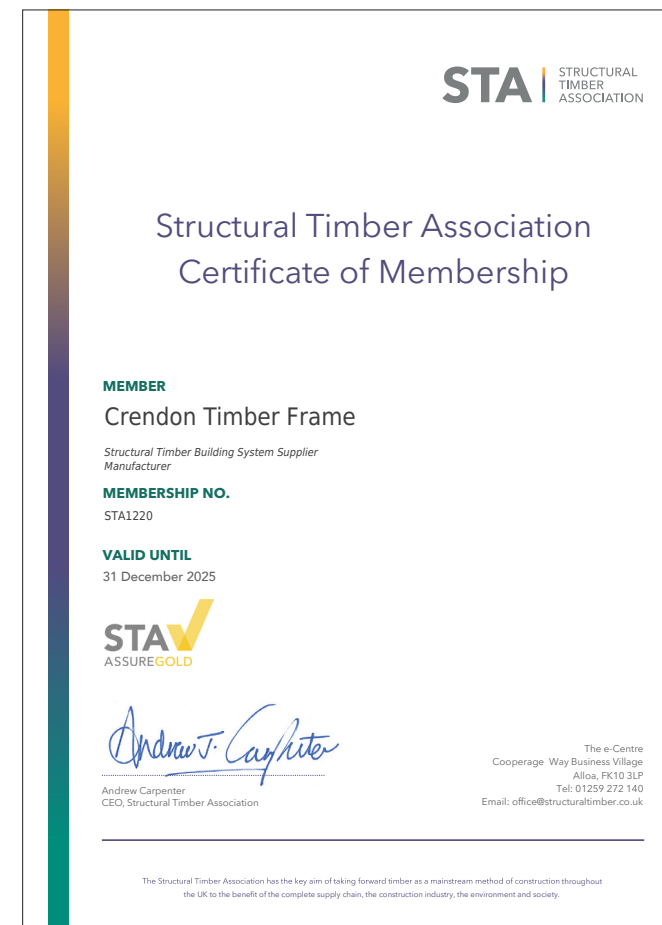 STA
STRUCTURAL
TIMBER
ASSOCIATION
Structural Timber Association
Certificate of Membership
MEMBER
Crendon Timber Frame
Structural Timber Building System Supplier
Manufacturer
MEMBERSHIP NO.
STA1220
VALID UNTIL
31 December 2025
STA
ASSUREGOLD
Andrew J. Carpenter
Andrew Carpenter
CEO, Structural Timber Association
The e-Centre
Cooperage Way Business Village
Alloa, FK10 3LP
Tel: 01259 272 140
Email: office@structuraltimber.co.uk
The Structural Timber Association has the key aim of taking forward timber as a mainstream method of construction throughout
the UK to the benefit of the complete supply chain, the construction industry, the environment and society.